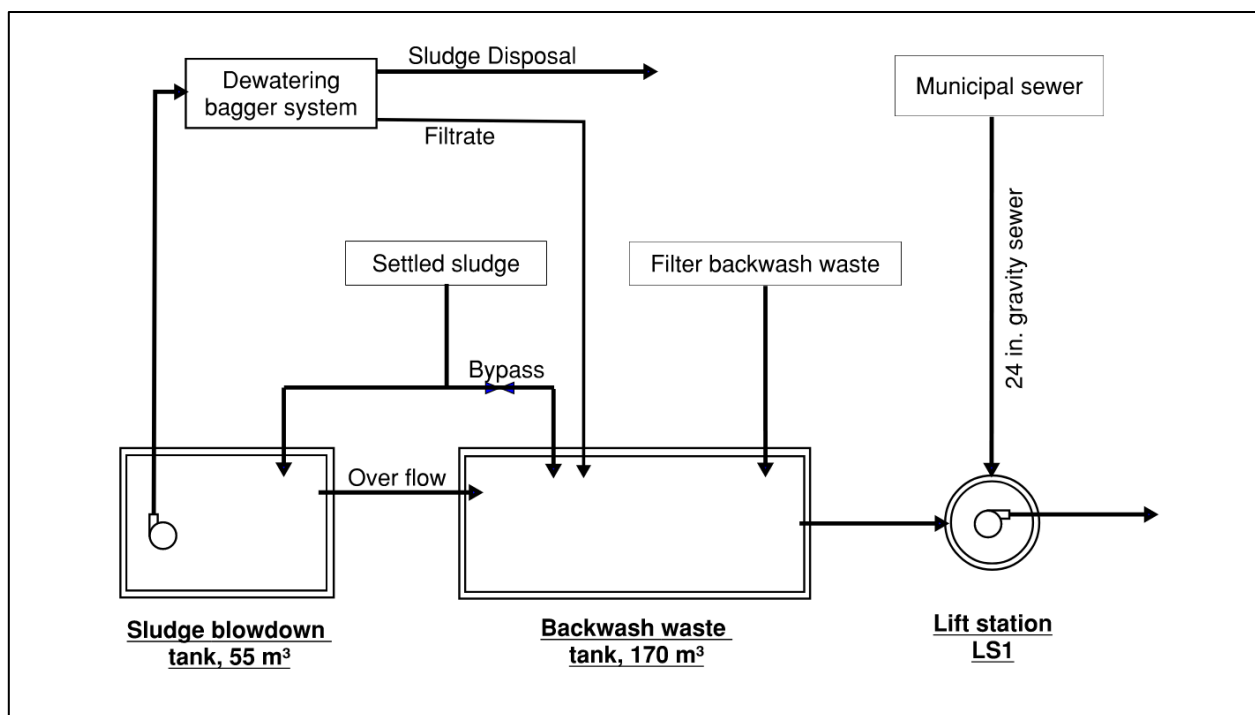 Sludge Disposal
Dewatering
bagger system
Filtrate
Municipal sewer
24 in. gravity sewer
Settled sludge
Filter backwash waste
Bypass
Over flow
Sludge blowdown
tank, 55 m³
Backwash waste
tank, 170 m³
Lift station
LS1